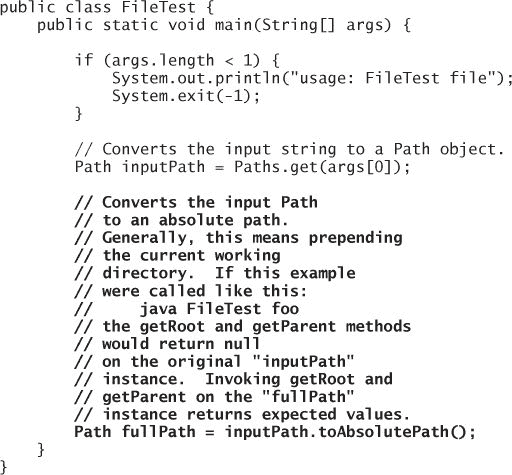 public class FileTest {
    public static void main(String[] args) {

        if (args.length < 1) {
            System.out.println("usage: FileTest file");
            System.exit(-1);
        }

        // Converts the input string to a Path object.
        Path inputPath = Paths.get(args[0]);

        // Converts the input Path
        // to an absolute path.
        // Generally, this means prepending
        // the current working
        // directory.  If this example
        // were called like this:
        //     java FileTest foo
        // the getRoot and getParent methods
        // would return null
        // on the original "inputPath"
        // instance.  Invoking getRoot and
        // getParent on the "fullPath"
        // instance returns expected values.
        Path fullPath = inputPath.toAbsolutePath();
    }
}